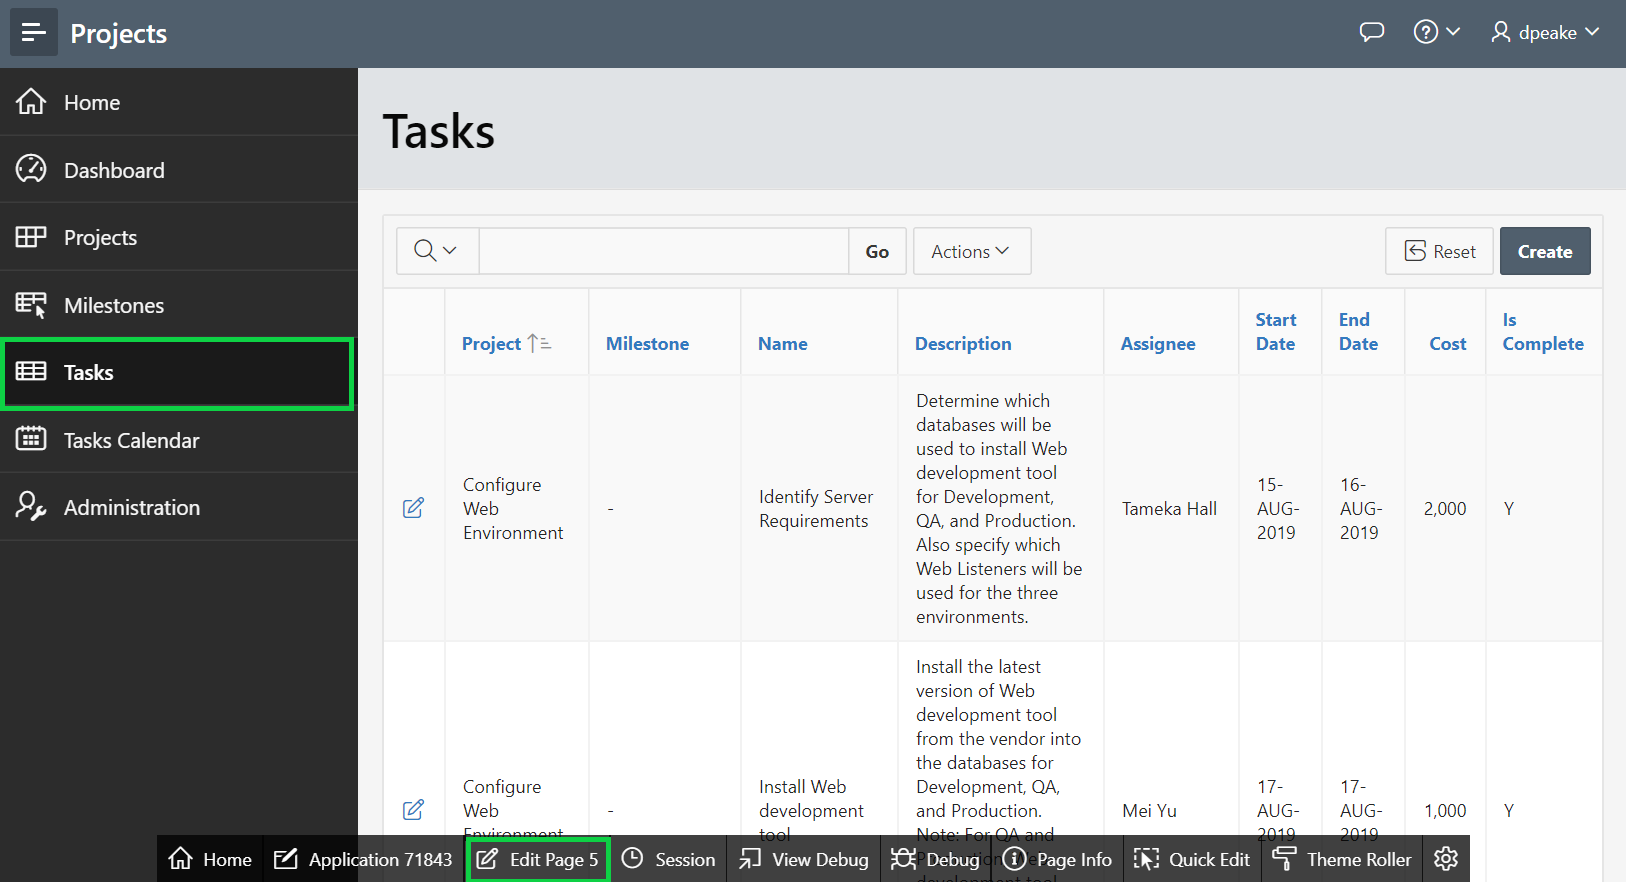 Projects
dpeake
Home
Dashboard
Projects
Milestones
Tasks
Tasks Calendar
Administration
Tasks
Go
Actions
Reset
Create
Project
Milestone
Name
Description
Assignee
Start
Date
End
Date
Cost
Is
Complete
Configure
Web
Environment
-
Identify Server
Requirements
Determine which
databases will be
used to install Web
development tool
for Development,
QA, and Production.
Also specify which
Web Listeners will be
used for the three
environments.
Tameka Hall
15-
AUG-
2019
16-
AUG-
2019
2,000
Y
Configure
Web
Environment
-
Install Web
development
tool
Install the latest
version of Web
development tool
from the vendor into
the databases for
Development, QA,
and Production.
Note: For QA and
Mei Yu
17-
AUG-
2019
17-
AUG-
2019
1,000
Y
Home
Application 71843
Edit Page 5
Session
View Debug
Debug
Page Info
Quick Edit
Theme Roller